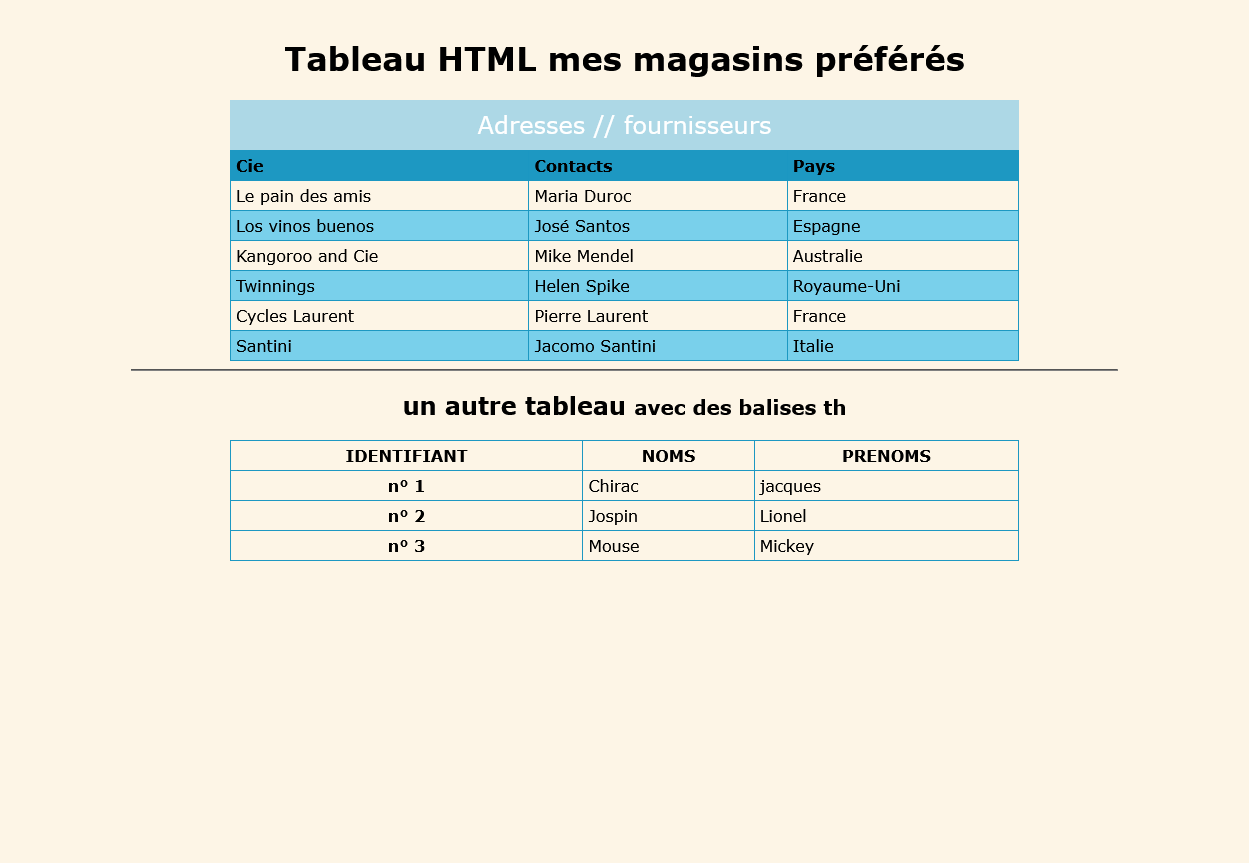 Tableau HTML mes magasins préférés
Adresses // fournisseurs
Cie Contacts Pays
Le pain des amis Maria Duroc France
Los vinos buenos José Santos Espagne
Kangoroo and Cie Mike Mendel Australie
Twinnings Helen Spike Royaume-Uni
Cycles Laurent Pierre Laurent France
Santini Jacomo Santini Italie
un autre tableau avec des balises th
IDENTIFIANT NOMS PRENOMS
nº 1 Chirac jacques
nº 2 Jospin Lionel
nº 3 Mouse Mickey